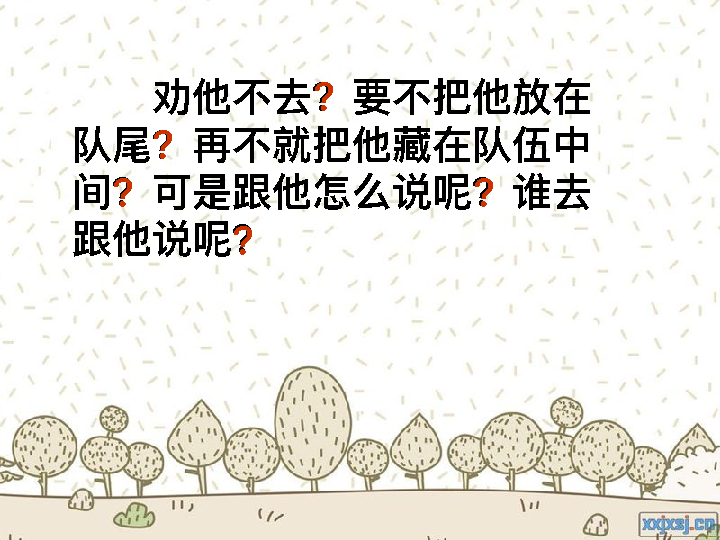 劝他不去？要不把他放在
队尾？再不就把他藏在队伍中
间？可是跟他怎么说呢？谁去
跟他说呢？
xxjxsj.cn